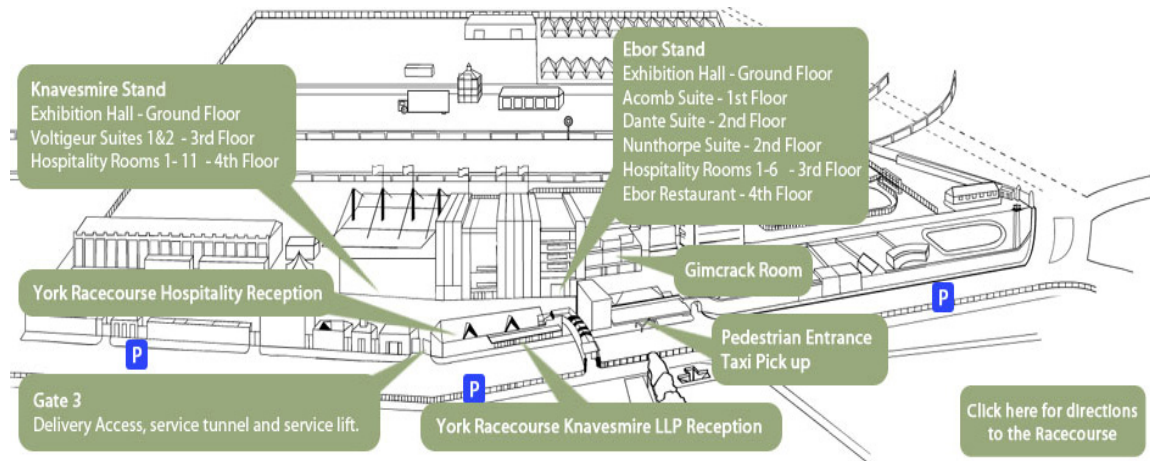 Knavesmire Stand
Exhibition Hall - Ground Floor
Voltigeur Suites 1&2 - 3rd Floor
Hospitality Rooms 1- 11 - 4th Floor
Ebor Stand
Exhibition Hall - Ground Floor
Acomb Suite - 1st Floor
Dante Suite - 2nd Floor
Nunthorpe Suite - 2nd Floor
Hospitality Rooms 1-6 - 3rd Floor
Ebor Restaurant - 4th Floor
Gimcrack Room
York Racecourse Hospitality Reception
P
Pedestrian Entrance
Taxi Pick up
P
P
Gate 3
Delivery Access, service tunnel and service lift.
York Racecourse Knavesmire LLP Reception
Click here for directions
to the Racecourse